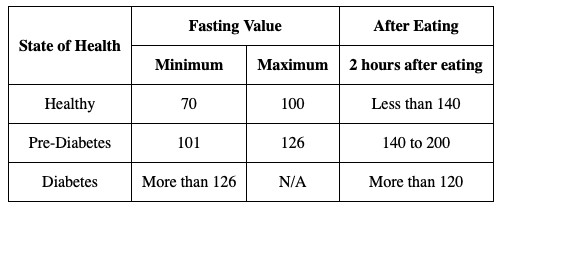 State of Health
Fasting Value
After Eating
Minimum
Maximum
2 hours after eating
Healthy
70
100
Less than 140
Pre-Diabetes
101
126
140 to 200
Diabetes
More than 126
N/A
More than 120